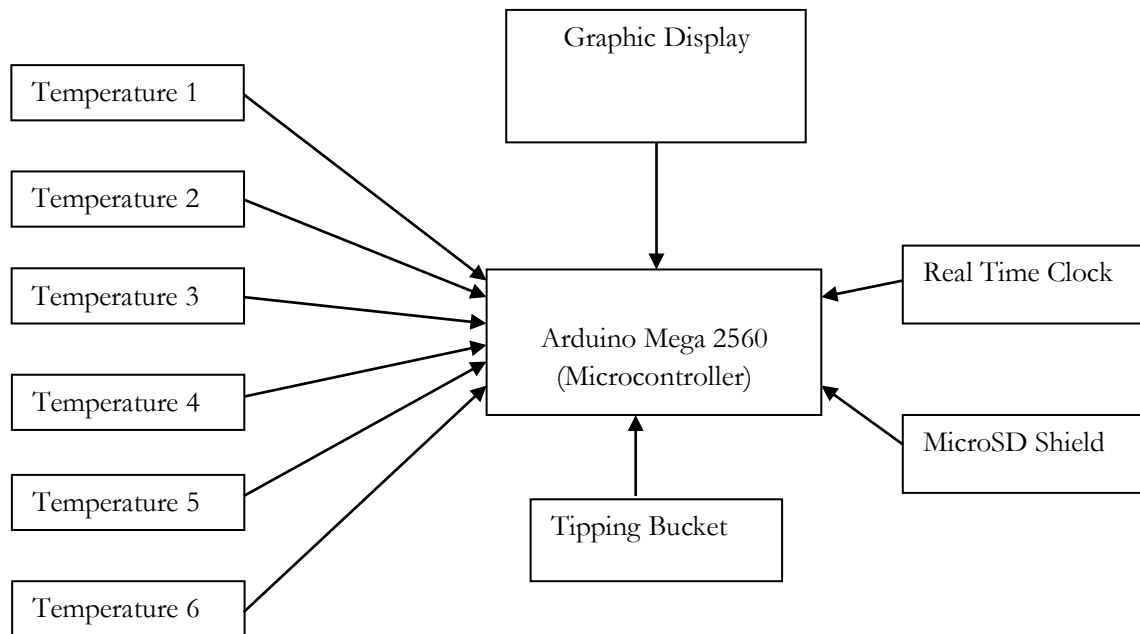 Graphic Display
Temperature 1
Temperature 2
Temperature 3
Temperature 4
Temperature 5
Temperature 6
Arduino Mega 2560
(Microcontroller)
Real Time Clock
MicroSD Shield
Tipping Bucket